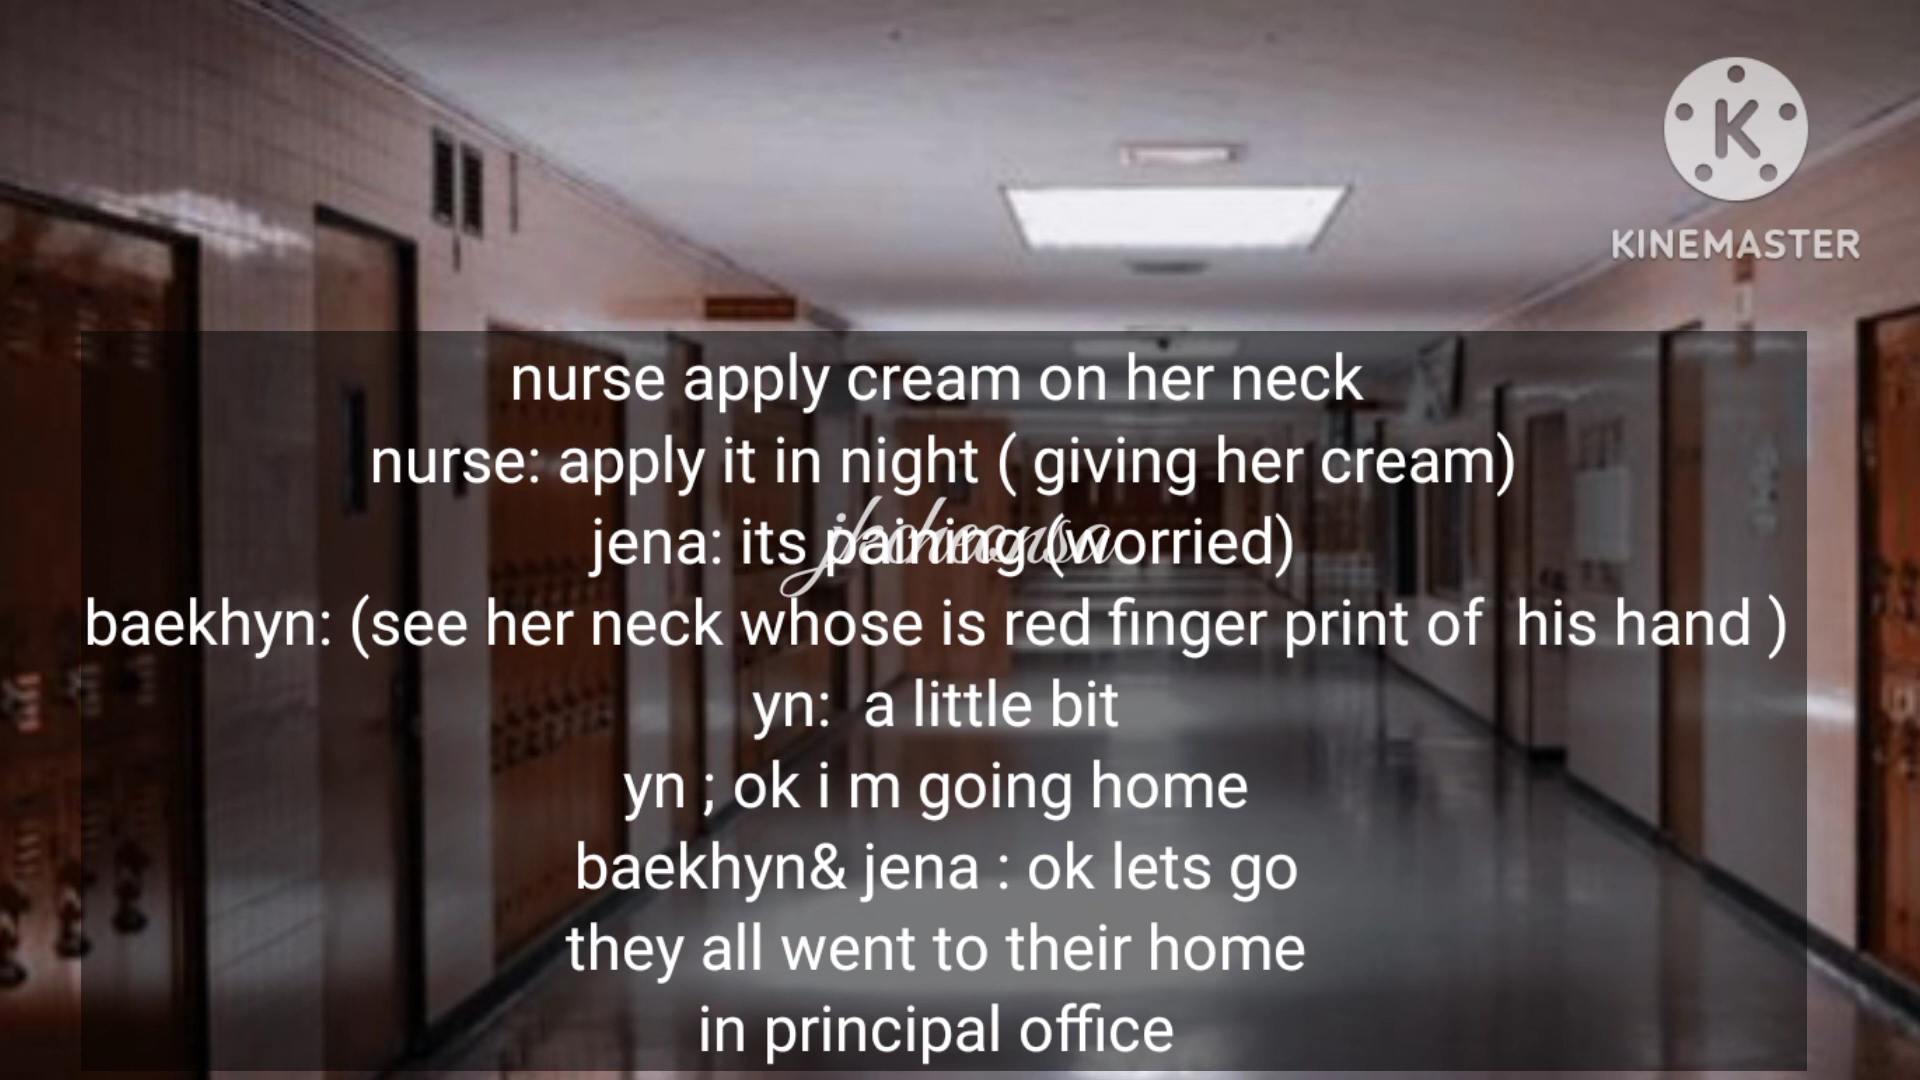 KINEMASTER
nurse apply cream on her neck
nurse: apply it in night ( giving her cream)
jena: its paining (worried)
baekhyn: (see her neck whose is red finger print of  his hand )
yn:  a little bit
yn ; ok i m going home
baekhyn& jena : ok lets go
they all went to their home
in principal office